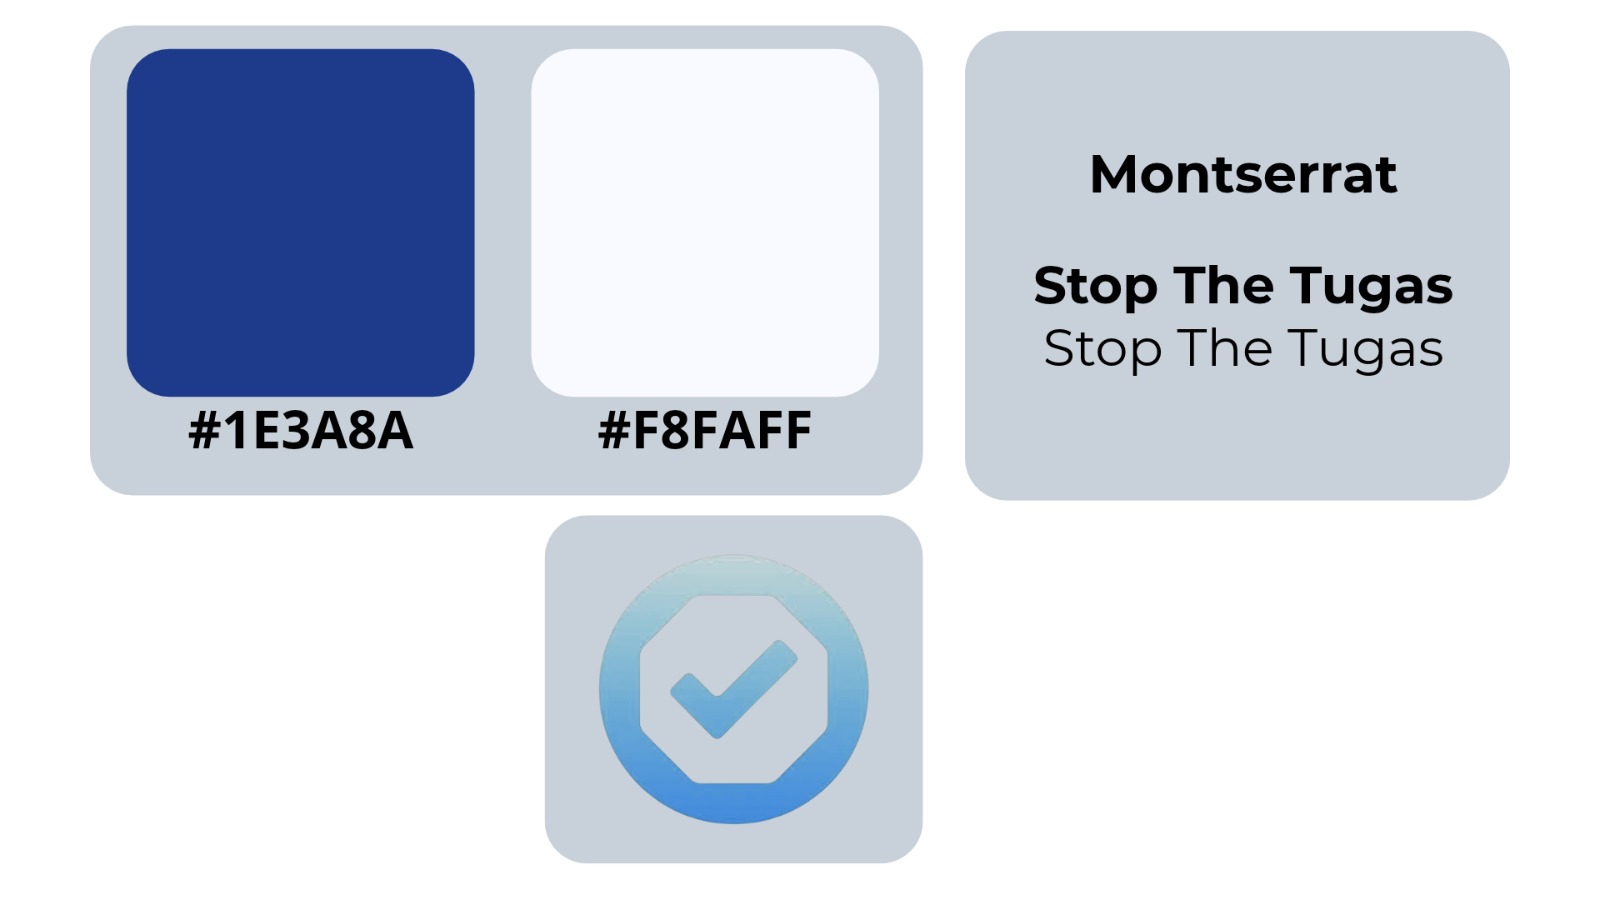 #1E3A8A
#F8FAFF
Montserrat
Stop The Tugas
Stop The Tugas